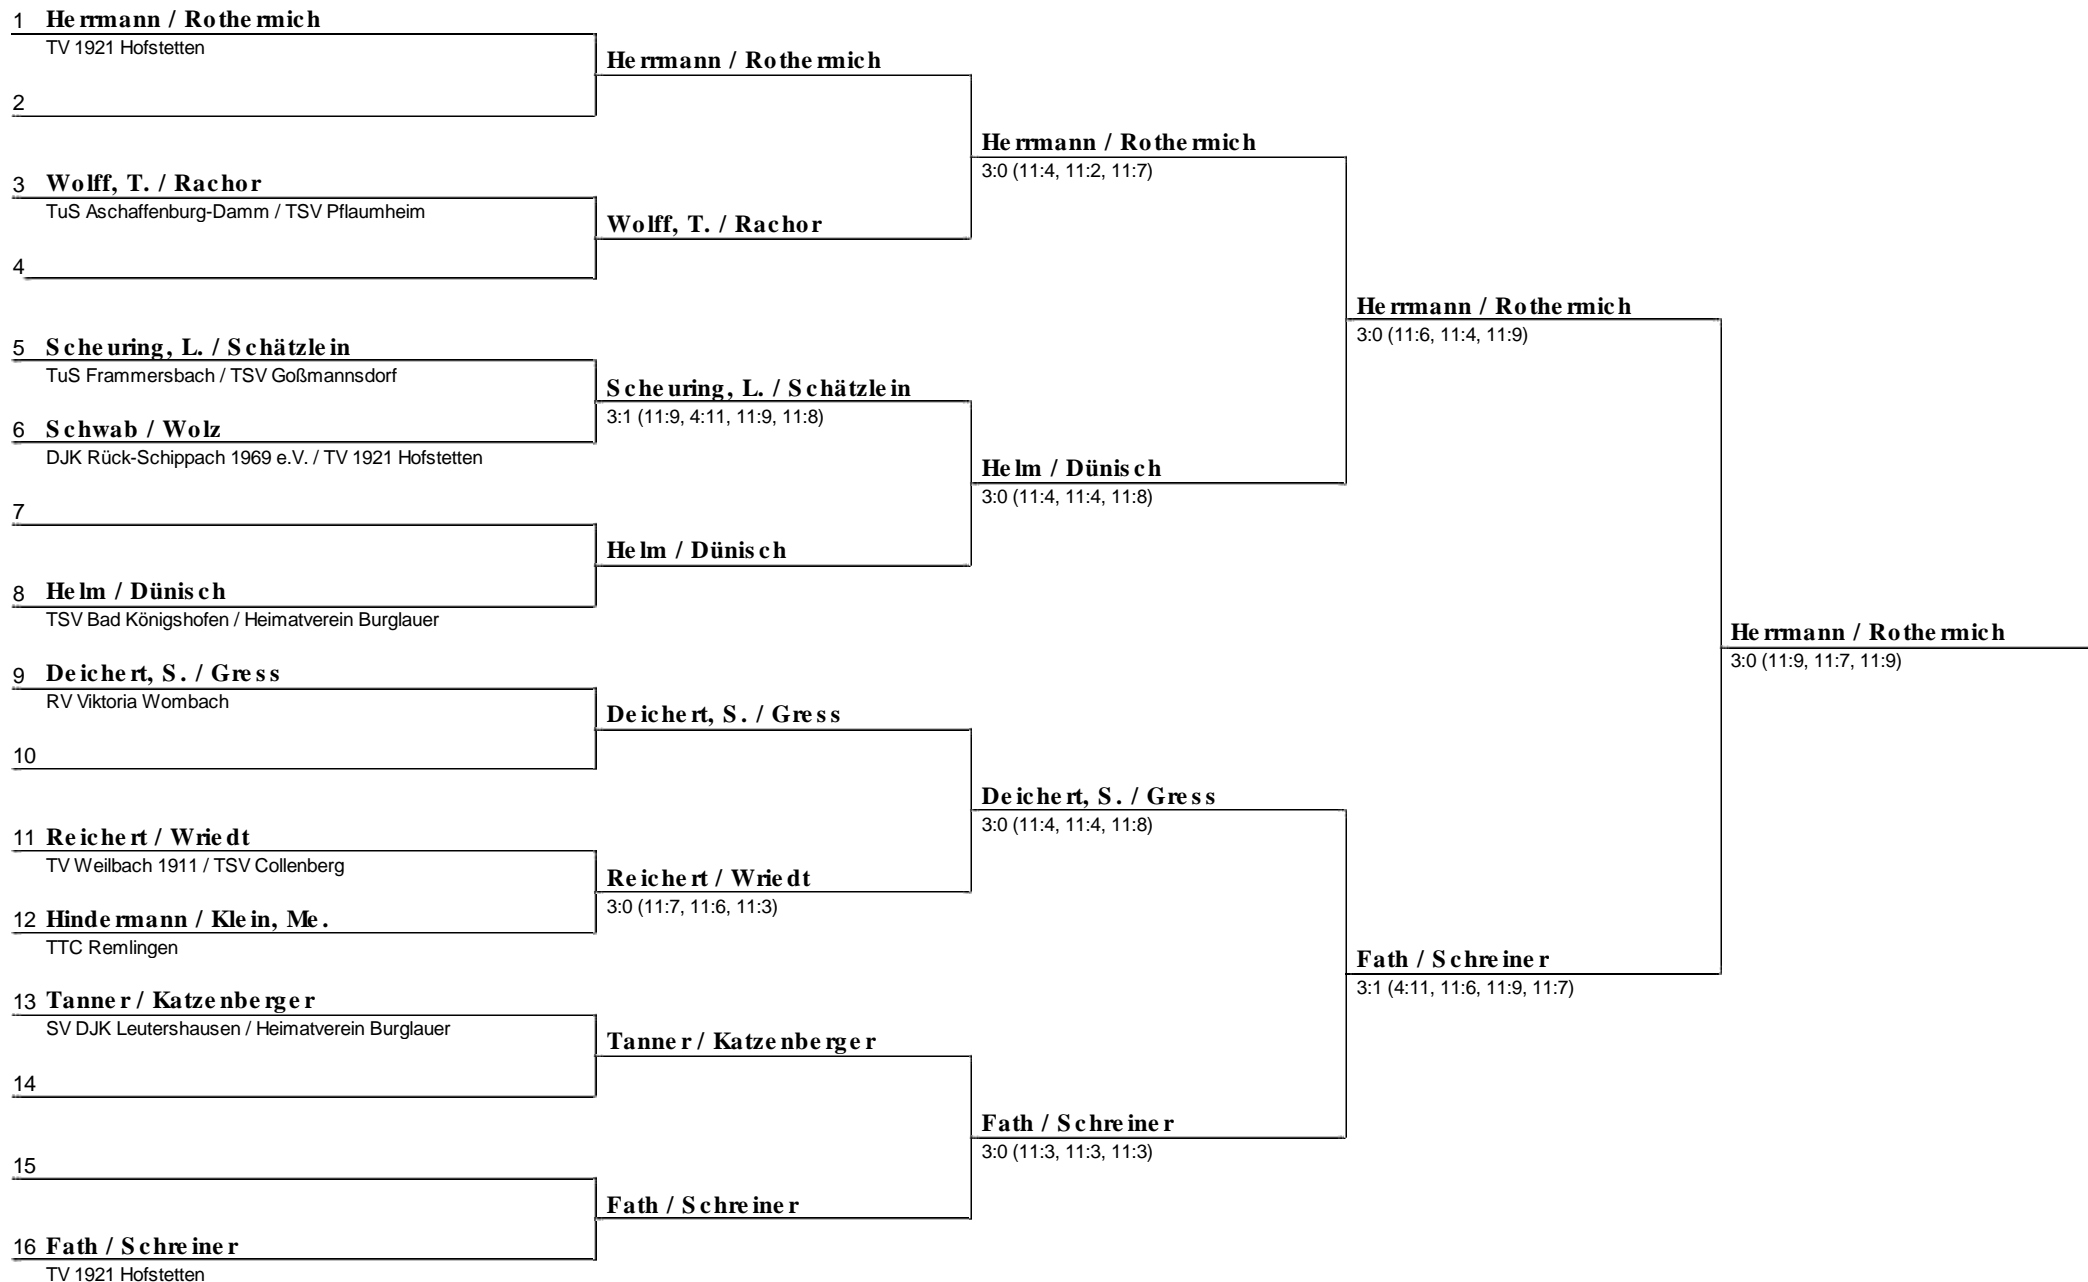 1 Herrmann / Rothermich
TV 1921 Hofstetten
Herrmann / Rothermich
2
Herrmann / Rothermich
3:0 (11:4, 11:2, 11:7)
3 Wolff, T. / Rachor
TuS Aschaffenburg-Damm / TSV Pflaumheim
Wolff, T. / Rachor
4
Herrmann / Rothermich
3:0 (11:6, 11:4, 11:9)
5 Scheuring, L. / Schätzlein
TuS Frammersbach / TSV Goßmannsdorf
Scheuring, L. / Schätzlein
3:1 (11:9, 4:11, 11:9, 11:8)
6 Schwab / Wolz
DJK Rück-Schippach 1969 e.V. / TV 1921 Hofstetten
Helm / Dünisch
3:0 (11:4, 11:4, 11:8)
7
Helm / Dünisch
8 Helm / Dünisch
TSV Bad Königshofen / Heimatverein Burglauer
Herrmann / Rothermich
3:0 (11:9, 11:7, 11:9)
9 Deichert, S. / Gress
RV Viktoria Wombach
Deichert, S. / Gress
10
Deichert, S. / Gress
3:0 (11:4, 11:4, 11:8)
11 Reichert / Wriedt
TV Weilbach 1911 / TSV Collenberg
Reichert / Wriedt
3:0 (11:7, 11:6, 11:3)
12 Hindermann / Klein, Me.
TTC Remlingen
Fath / Schreiner
3:1 (4:11, 11:6, 11:9, 11:7)
13 Tanner / Katzenberger
SV DJK Leutershausen / Heimatverein Burglauer
Tanner / Katzenberger
14
Fath / Schreiner
3:0 (11:3, 11:3, 11:3)
15
Fath / Schreiner
16 Fath / Schreiner
TV 1921 Hofstetten